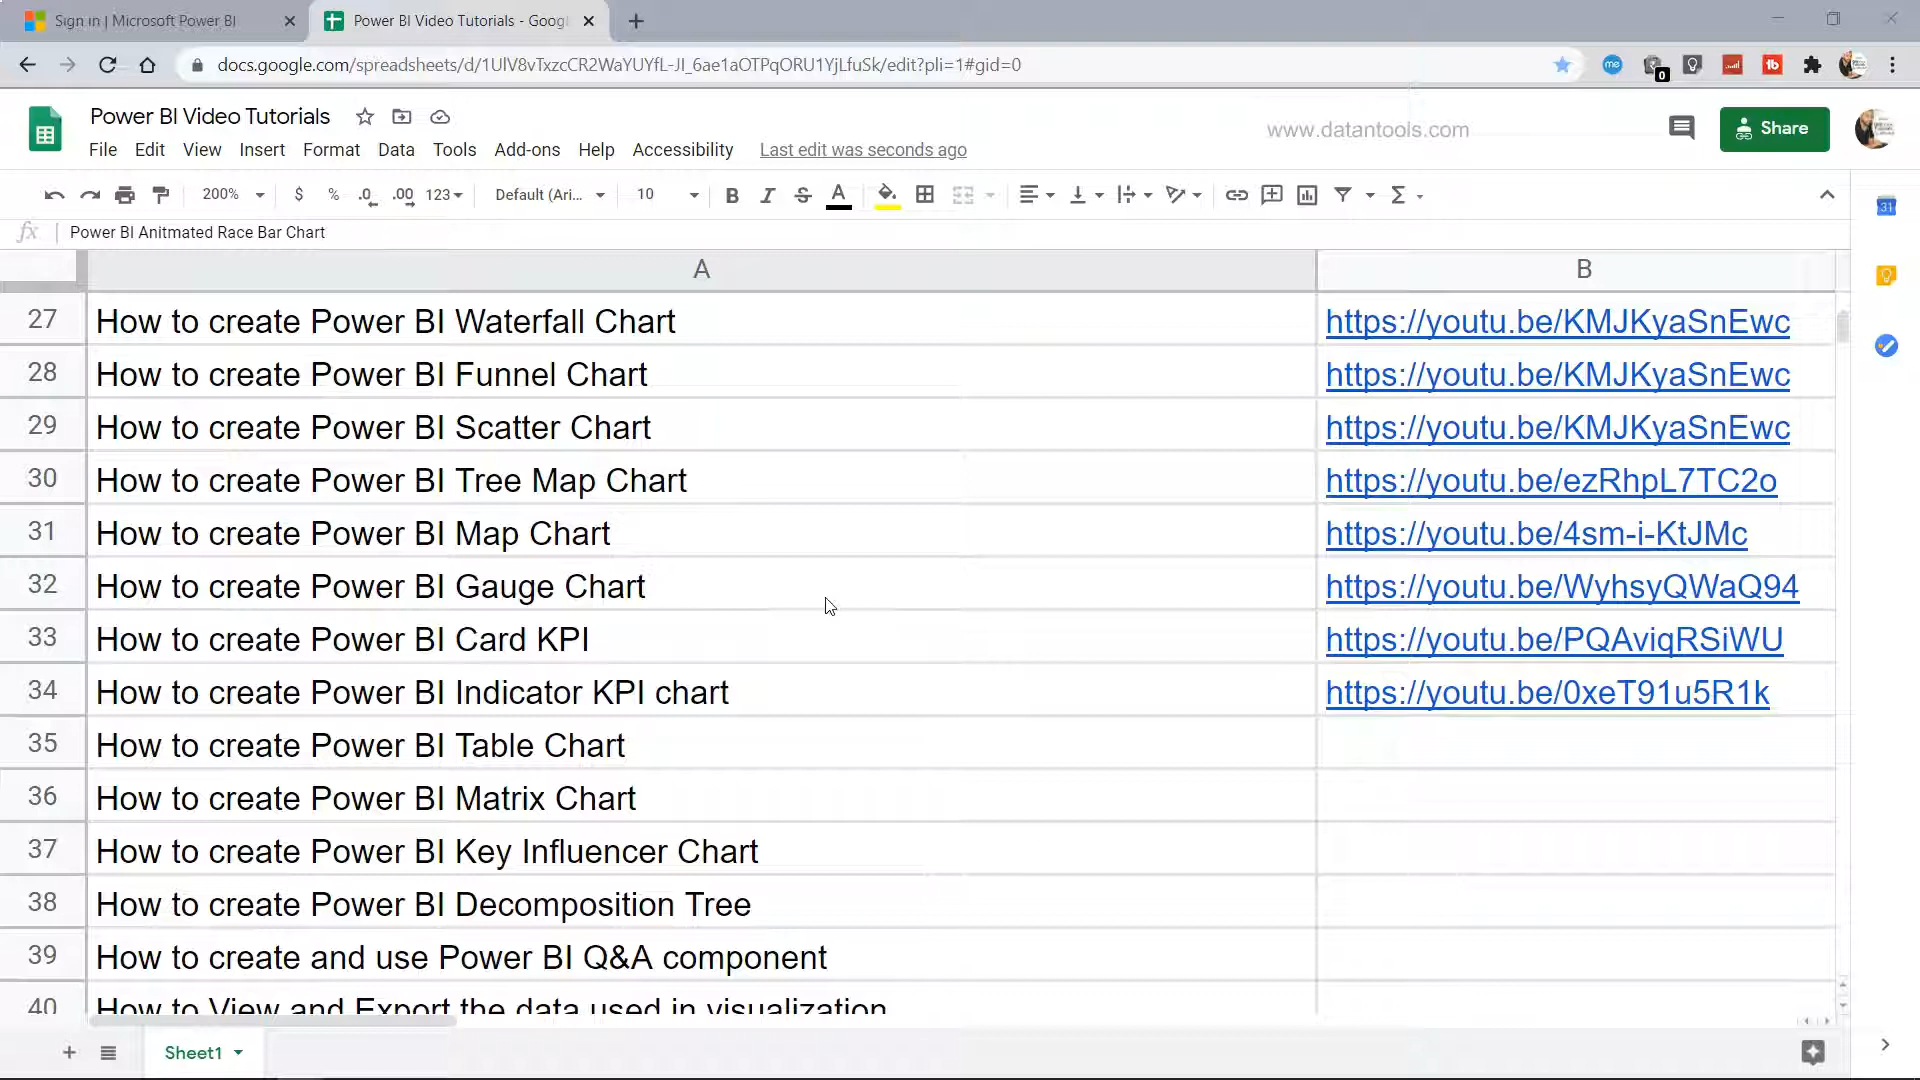 Sign in | Microsoft Power BI
Power BI Video Tutorials - Goog
docs.google.com/spreadsheets/d/1UlV8vTxzcCR2WaYUYfL-JI_6ae1aOTPqORU1YjLfuSk/edit?pli=1#gid=0
me
0
tb
Power BI Video Tutorials
www.datantools.com
Share
File Edit View Insert Format Data Tools Add-ons Help Accessibility Last edit was seconds ago
200% $ % .0 .00 123 Default (Ari... 10 B I S A Σ
31
fx Power BI Anitmated Race Bar Chart
A B
27 How to create Power BI Waterfall Chart https://youtu.be/KMJKyaSnEwc
28 How to create Power BI Funnel Chart https://youtu.be/KMJKyaSnEwc
29 How to create Power BI Scatter Chart https://youtu.be/KMJKyaSnEwc
30 How to create Power BI Tree Map Chart https://youtu.be/ezRhpL7TC2o
31 How to create Power BI Map Chart https://youtu.be/4sm-i-KtJMc
32 How to create Power BI Gauge Chart https://youtu.be/WyhsyQWaQ94
33 How to create Power BI Card KPI https://youtu.be/PQAviqRSiWU
34 How to create Power BI Indicator KPI chart https://youtu.be/0xeT91u5R1k
35 How to create Power BI Table Chart
36 How to create Power BI Matrix Chart
37 How to create Power BI Key Influencer Chart
38 How to create Power BI Decomposition Tree
39 How to create and use Power BI Q&A component
40 How to View and Export the data used in visualization
Sheet1